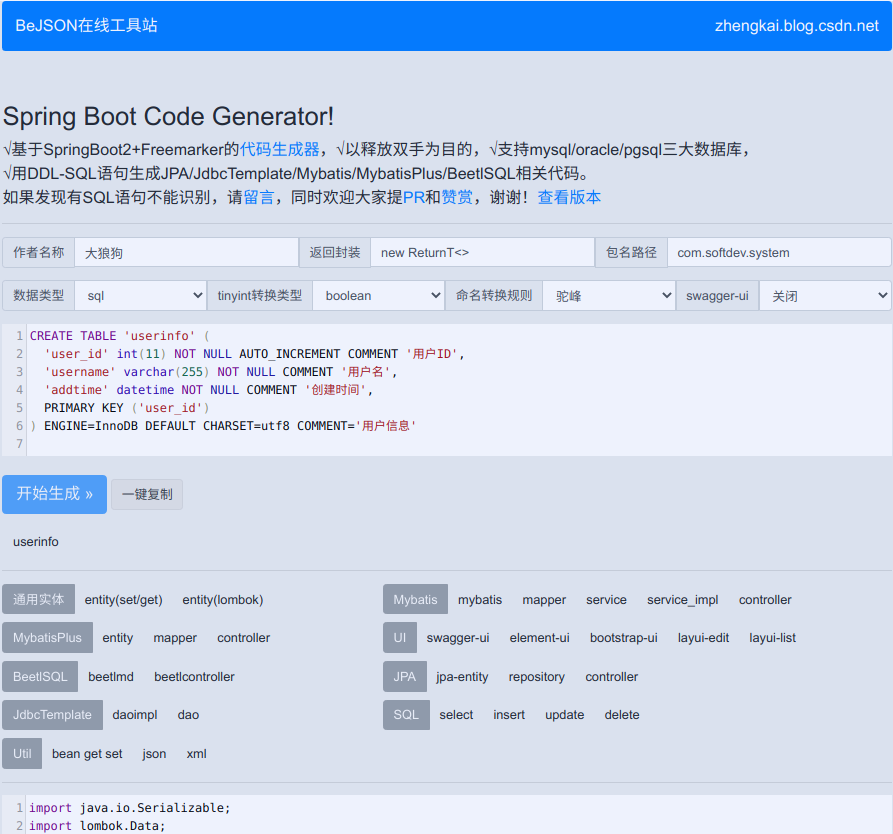 BeJSON在线工具站 zhengkai.blog.csdn.net
Spring Boot Code Generator!
√基于SpringBoot2+Freemarker的代码生成器，√以释放双手为目的，√支持mysql/oracle/pgsql三大数据库，
√用DDL-SQL语句生成JPA/JdbcTemplate/Mybatis/MybatisPlus/BeetlSQL相关代码。
如果发现有SQL语句不能识别，请留言，同时欢迎大家提PR和赞赏，谢谢！查看版本
作者名称 大狼狗 返回封装 new ReturnT<> 包名路径 com.softdev.system
数据类型 sql tinyint转换类型 boolean 命名转换规则 驼峰 swagger-ui 关闭
1 CREATE TABLE 'userinfo' (
2   'user_id' int(11) NOT NULL AUTO_INCREMENT COMMENT '用户ID',
3   'username' varchar(255) NOT NULL COMMENT '用户名',
4   'addtime' datetime NOT NULL COMMENT '创建时间',
5   PRIMARY KEY ('user_id')
6 ) ENGINE=InnoDB DEFAULT CHARSET=utf8 COMMENT='用户信息'
7
开始生成 » 一键复制
userinfo
通用实体 entity(set/get) entity(lombok) Mybatis mybatis mapper service service_impl controller
MybatisPlus entity mapper controller UI swagger-ui element-ui bootstrap-ui layui-edit layui-list
BeetlSQL beetlmd beetlcontroller JPA jpa-entity repository controller
JdbcTemplate daoimpl dao SQL select insert update delete
Util bean get set json xml
1 import java.io.Serializable;
2 import lombok.Data;